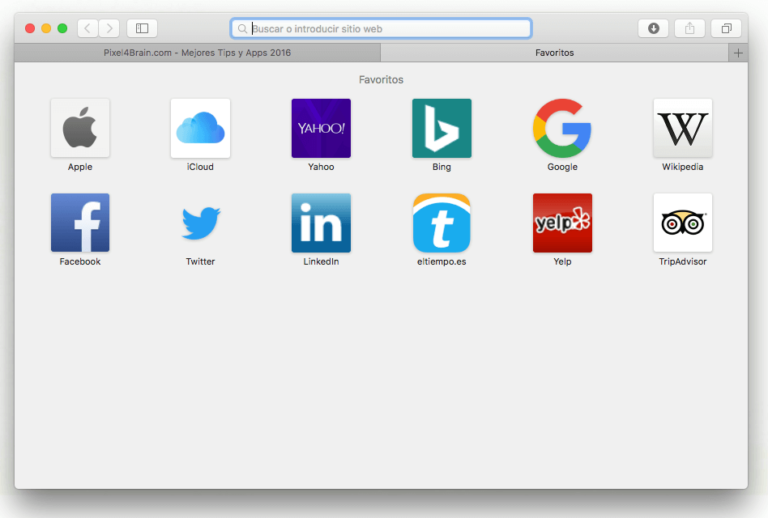 Buscar o introducir sitio web
Pixel4Brain.com - Mejores Tips y Apps 2016
Favoritos
Favoritos
YAHOO!
W
Apple
iCloud
Yahoo
Bing
Google
Wikipedia
f
in
t
yelp
Facebook
Twitter
LinkedIn
eltiempo.es
Yelp
TripAdvisor